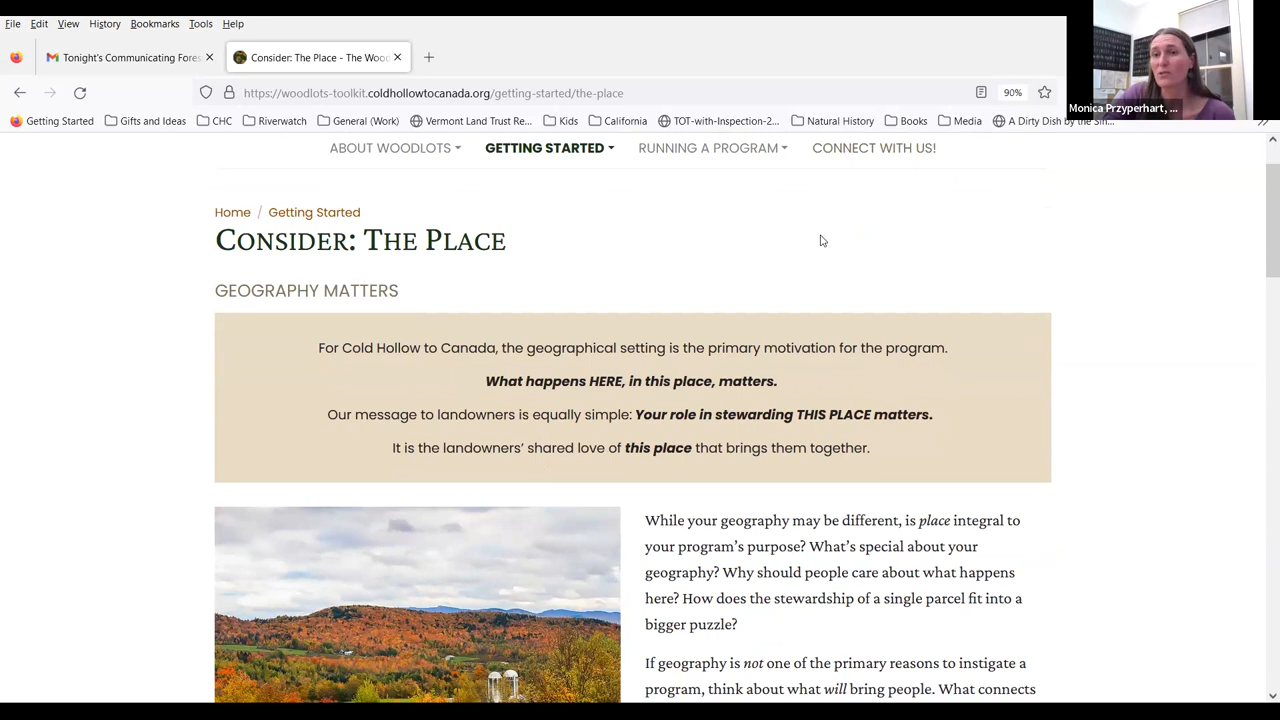 File Edit View History Bookmarks Tools Help
Tonight's Communicating Fores
Consider: The Place - The Wood
https://woodlots-toolkit.coldhollowtocanada.org/getting-started/the-place
90%
Getting Started Gifts and Ideas CHC Riverwatch General (Wo... Vermont Land Trust Re... Kids California TOT-with-Inspection-2... Natural History Books Media A Dirty Dish by the Sin...
Monica Przyperhart, ...
ABOUT WOODLOTS GETTING STARTED RUNNING A PROGRAM CONNECT WITH US!
Home / Getting Started
CONSIDER: THE PLACE
GEOGRAPHY MATTERS
For Cold Hollow to Canada, the geographical setting is the primary motivation for the program.
What happens HERE, in this place, matters.
Our message to landowners is equally simple: Your role in stewarding THIS PLACE matters.
It is the landowners' shared love of this place that brings them together.
While your geography may be different, is place integral to
your program's purpose? What's special about your
geography? Why should people care about what happens
here? How does the stewardship of a single parcel fit into a
bigger puzzle?
If geography is not one of the primary reasons to instigate a
program, think about what will bring people. What connects